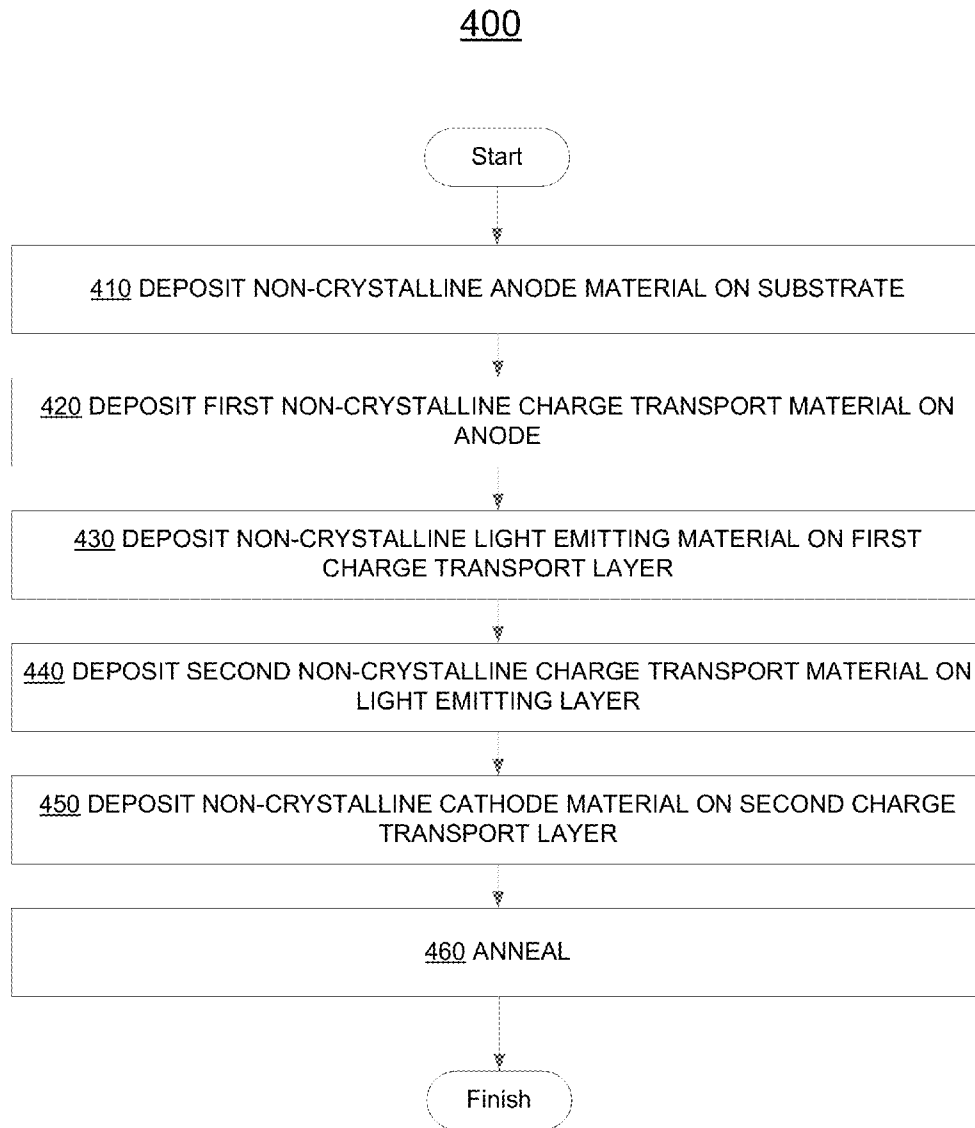 400
Start
410 DEPOSIT NON-CRYSTALLINE ANODE MATERIAL ON SUBSTRATE
420 DEPOSIT FIRST NON-CRYSTALLINE CHARGE TRANSPORT MATERIAL ON
ANODE
430 DEPOSIT NON-CRYSTALLINE LIGHT EMITTING MATERIAL ON FIRST
CHARGE TRANSPORT LAYER
440 DEPOSIT SECOND NON-CRYSTALLINE CHARGE TRANSPORT MATERIAL ON
LIGHT EMITTING LAYER
450 DEPOSIT NON-CRYSTALLINE CATHODE MATERIAL ON SECOND CHARGE
TRANSPORT LAYER
460 ANNEAL
Finish